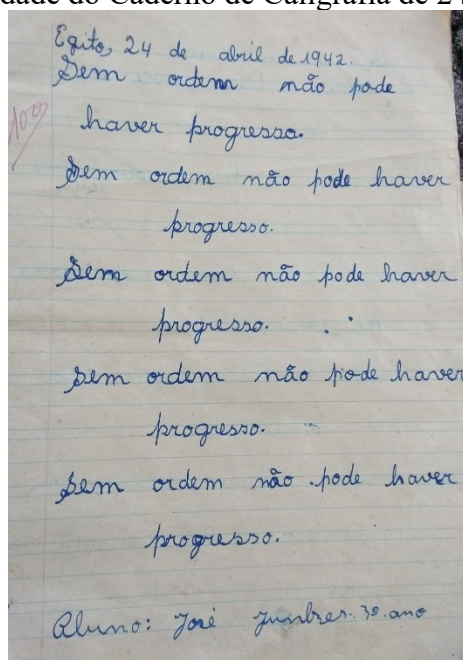 dade do Caderno de Caligrafia de 2
Egito, 24 de abril de 1942.
Sem ordem não pode
100
haver progresso.
Sem ordem não pode haver
progresso.
Sem ordem não pode haver
progresso.
Sem ordem não pode haver
progresso.
Sem ordem não pode haver
progresso.
Aluno: José 3º. ano